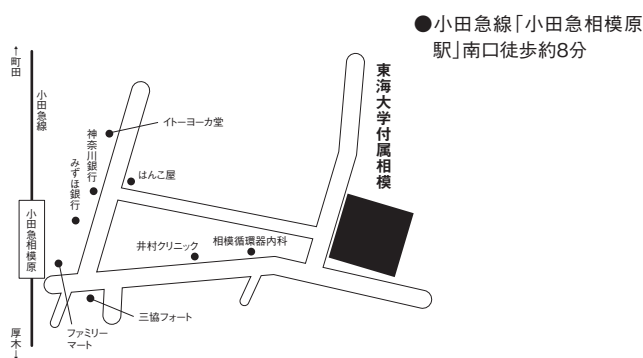 ●小田急線「小田急相模原
駅」南口徒歩約8分
↑町田
小田急線
小田急相模原
厚木↓
みずほ銀行
神奈川銀行
イトーヨーカ堂
はんこ屋
井村クリニック
相模循環器内科
三協フォート
ファミリー
マート
東海大学付属相模